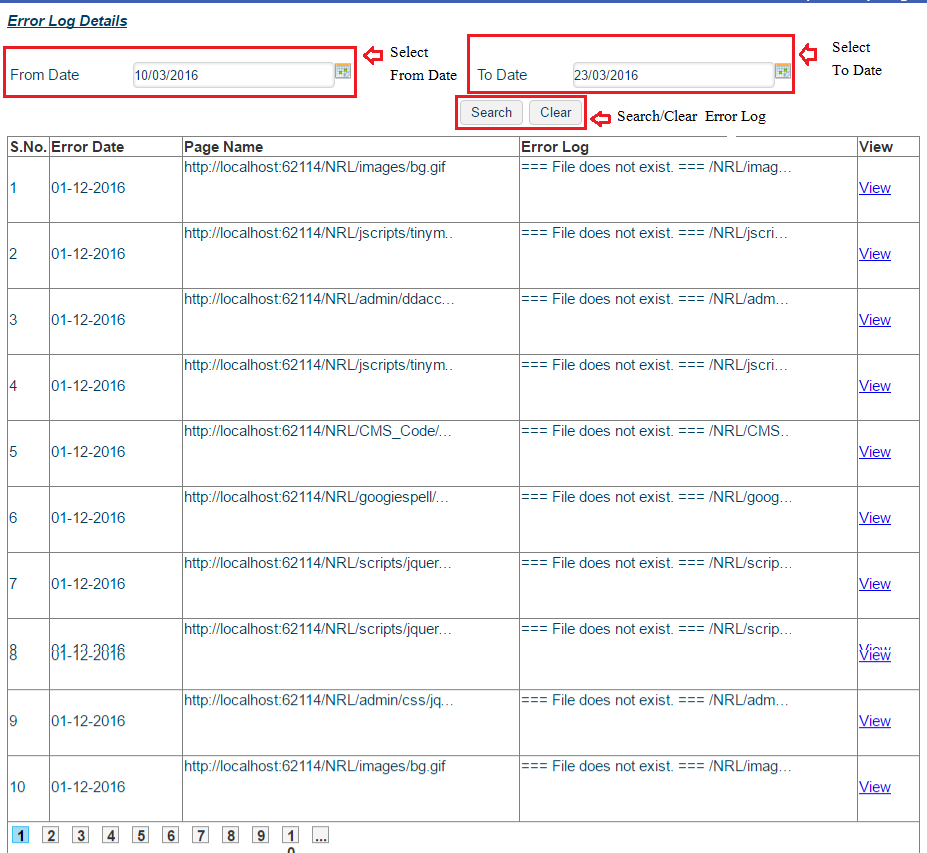 Error Log Details
From Date 10/03/2016
Select
From Date
To Date 23/03/2016
Select
To Date
Search Clear Search/Clear Error Log
S.No. Error Date Page Name Error Log View
1 01-12-2016 http://localhost:62114/NRL/images/bg.gif === File does not exist. === /NRL/imag... View
2 01-12-2016 http://localhost:62114/NRL/jscripts/tinym.. === File does not exist. === /NRL/jscri... View
3 01-12-2016 http://localhost:62114/NRL/admin/ddacc... === File does not exist. === /NRL/adm... View
4 01-12-2016 http://localhost:62114/NRL/jscripts/tinym.. === File does not exist. === /NRL/jscri... View
5 01-12-2016 http://localhost:62114/NRL/CMS_Code/... === File does not exist. === /NRL/CMS.. View
6 01-12-2016 http://localhost:62114/NRL/googiespell/... === File does not exist. === /NRL/goog... View
7 01-12-2016 http://localhost:62114/NRL/scripts/jquer... === File does not exist. === /NRL/scrip... View
8 01-12-2016 http://localhost:62114/NRL/scripts/jquer... === File does not exist. === /NRL/scrip... View
9 01-12-2016 http://localhost:62114/NRL/admin/css/jq... === File does not exist. === /NRL/adm... View
10 01-12-2016 http://localhost:62114/NRL/images/bg.gif === File does not exist. === /NRL/imag... View
1 2 3 4 5 6 7 8 9 10 ...